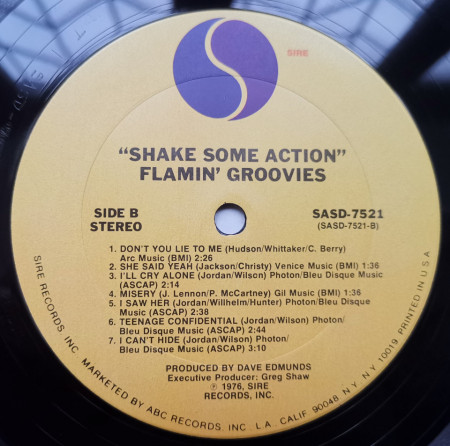 SIRE
“SHAKE SOME ACTION”
FLAMIN' GROOVIES
SIDE B
STEREO
SASD-7521
(SASD-7521-B)
1. DON'T YOU LIE TO ME (Hudson/Whittaker/C. Berry)
Arc Music (BMI) 2:26
2. SHE SAID YEAH (Jackson/Christy) Venice Music (BMI) 1:36
3. I'LL CRY ALONE (Jordan/Wilson) Photon/Bleu Disque Music
(ASCAP) 2:14
4. MISERY (J. Lennon/P. McCartney) Gil Music (BMI) 1:36
5. I SAW HER (Jordan/Willhelm/Hunter) Photon/Bleu Disque
Music (ASCAP) 2:38
6. TEENAGE CONFIDENTIAL (Jordan/Wilson) Photon/
Bleu Disque Music (ASCAP) 2:44
7. I CAN'T HIDE (Jordan/Wilson) Photon/
Bleu Disque Music (ASCAP) 3:10
PRODUCED BY DAVE EDMUNDS
Executive Producer: Greg Shaw
℗ 1976, SIRE
RECORDS, INC.
SIRE RECORDS, INC. MARKETED BY ABC RECORDS INC. L.A. CALIF. 90048 N.Y. N.Y. 10019 PRINTED IN U.S.A.